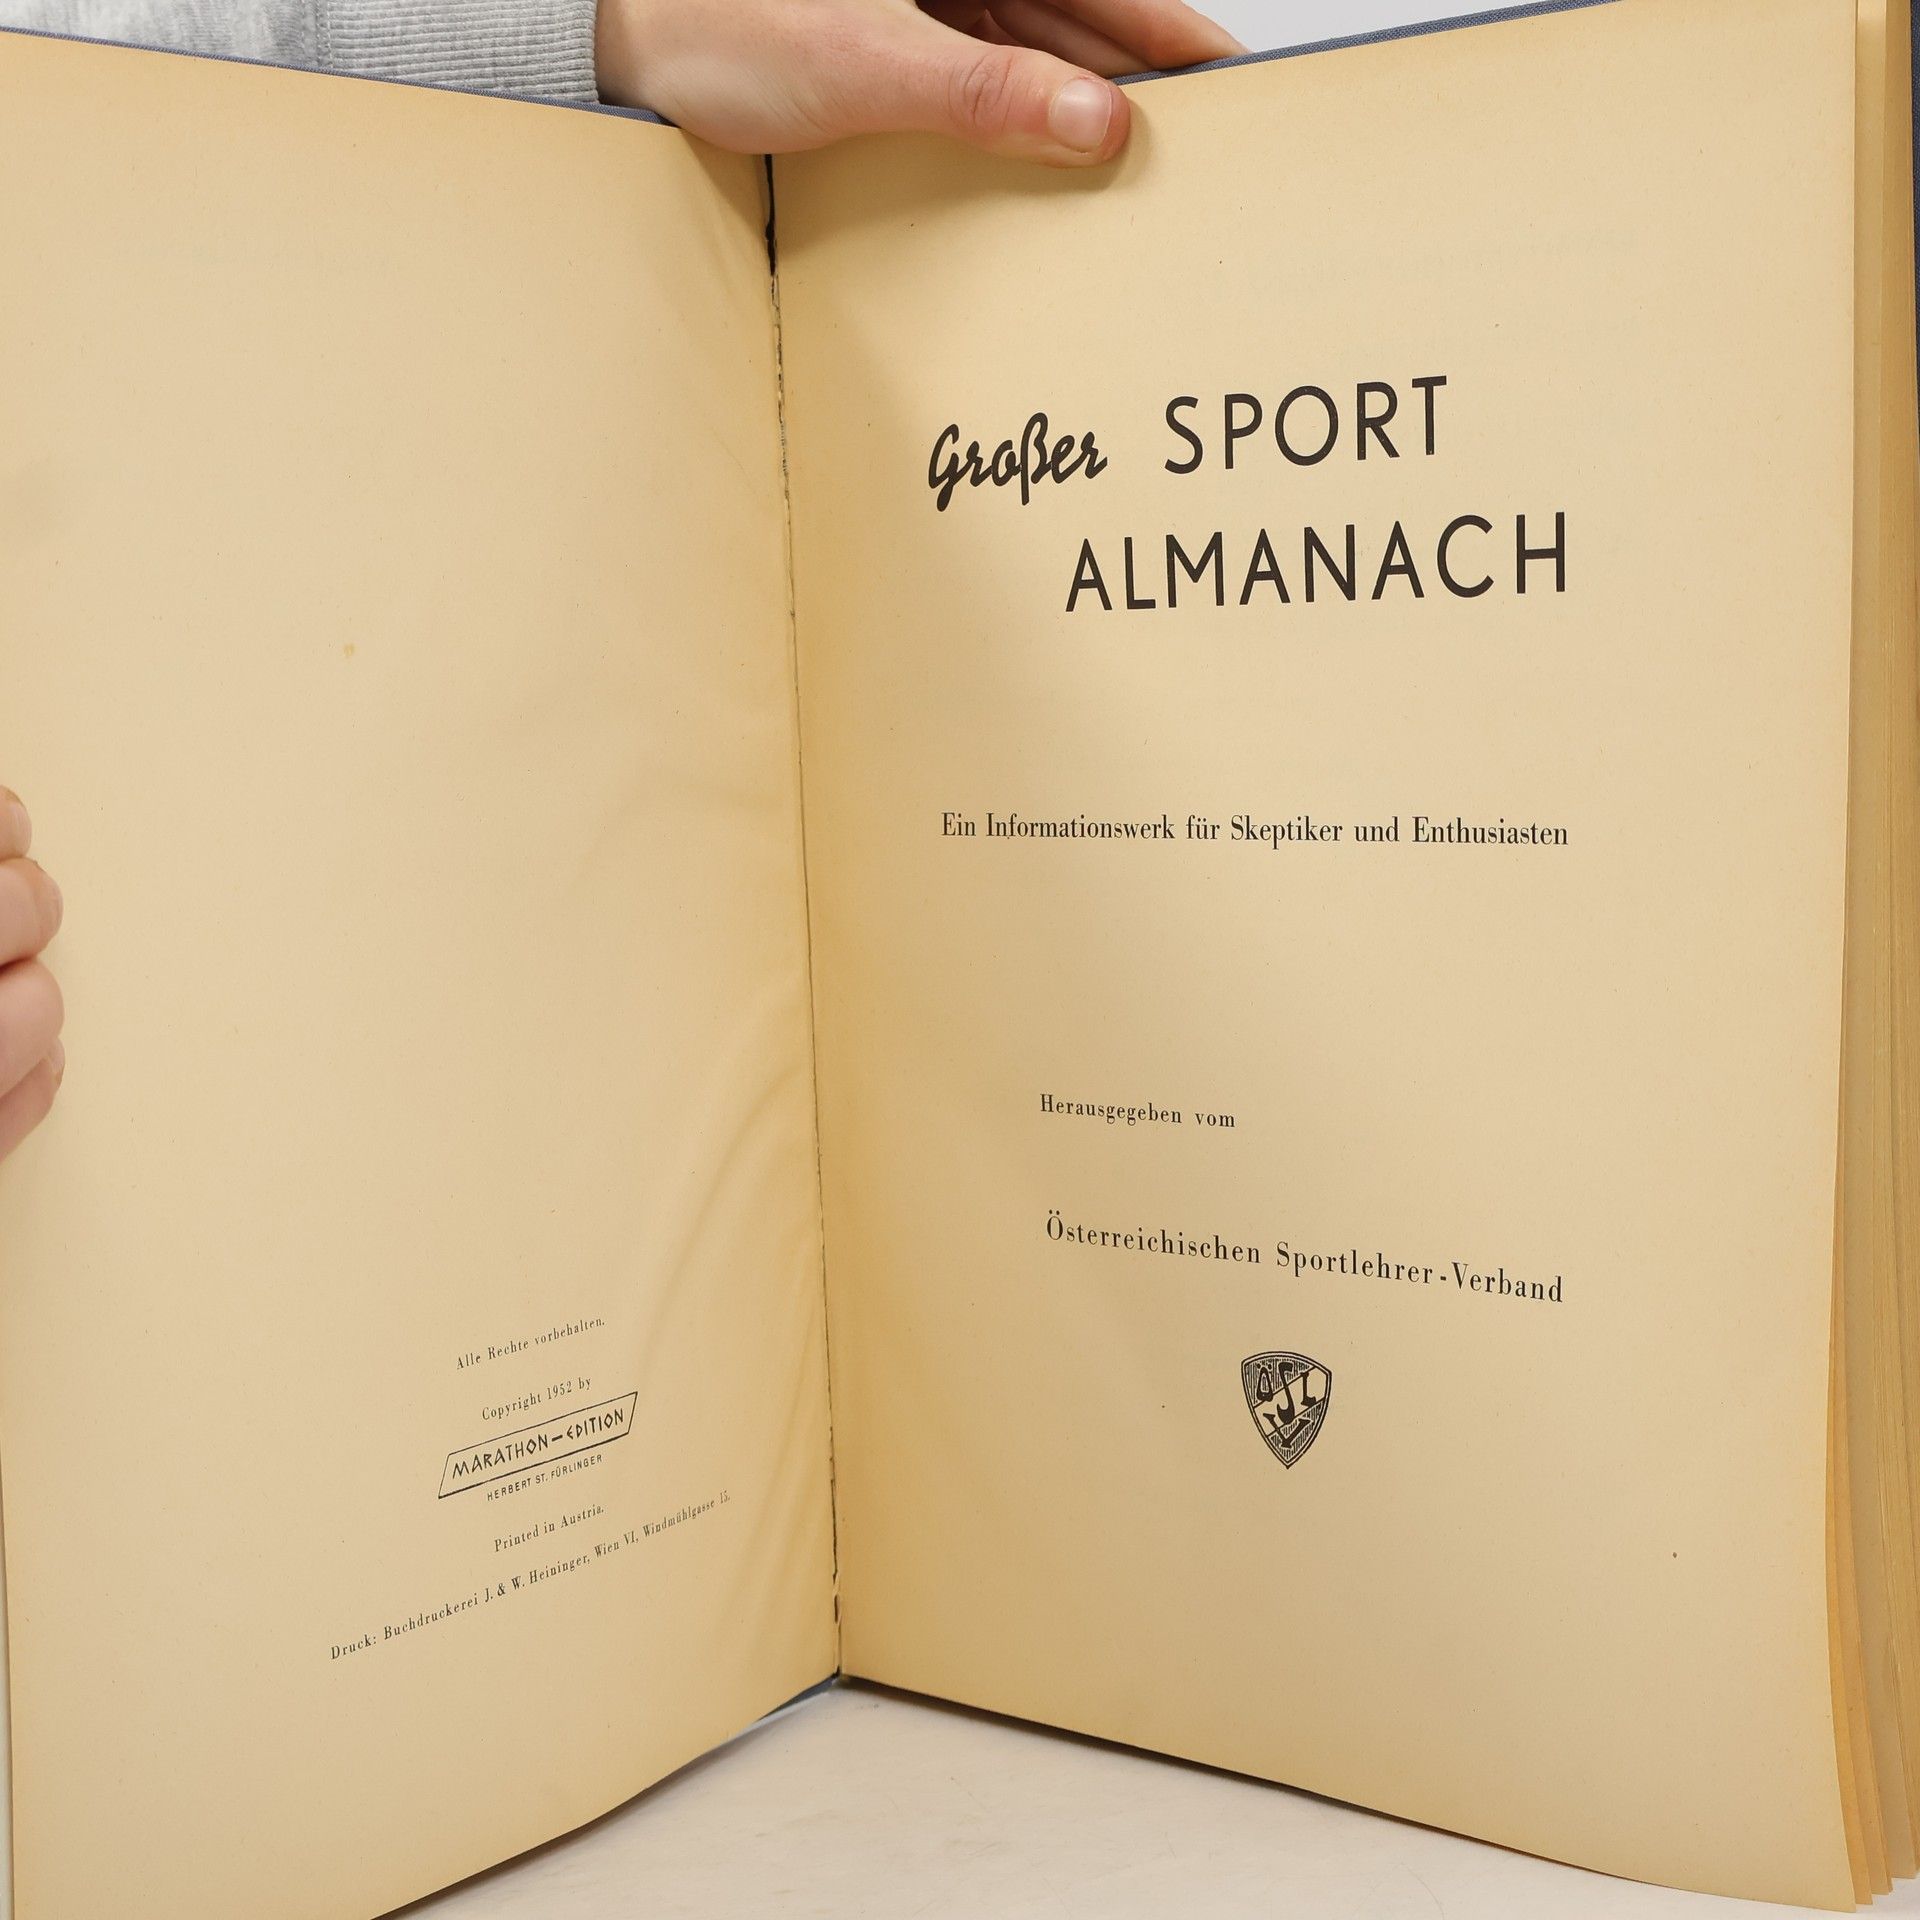 Alle Rechte vorbehalten.
Copyright 1952 by
MARATHON-EDITION
HERBERT ST. FÜRLINGER
Printed in Austria.
Druck: Buchdruckerei J. & W. Heininger, Wien VI, Windmühlgasse 15.
Großer SPORT
ALMANACH
Ein Informationswerk für Skeptiker und Enthusiasten
Herausgegeben vom
Österreichischen Sportlehrer-Verband
ÖSL
V